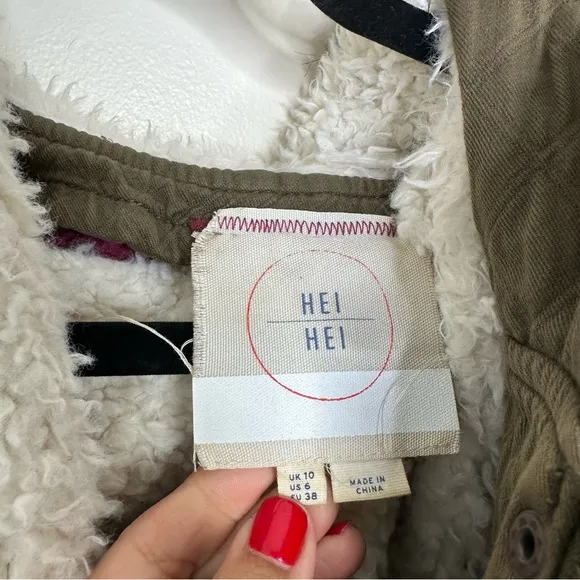 HEI
HEI
UK 10
US 6
EU 38
MADE IN
CHINA